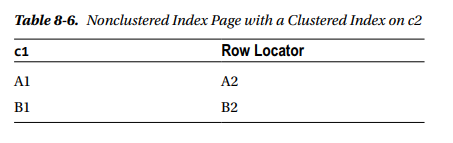 Table 8-6. Nonclustered Index Page with a Clustered Index on c2
c1 Row Locator
A1 A2
B1 B2